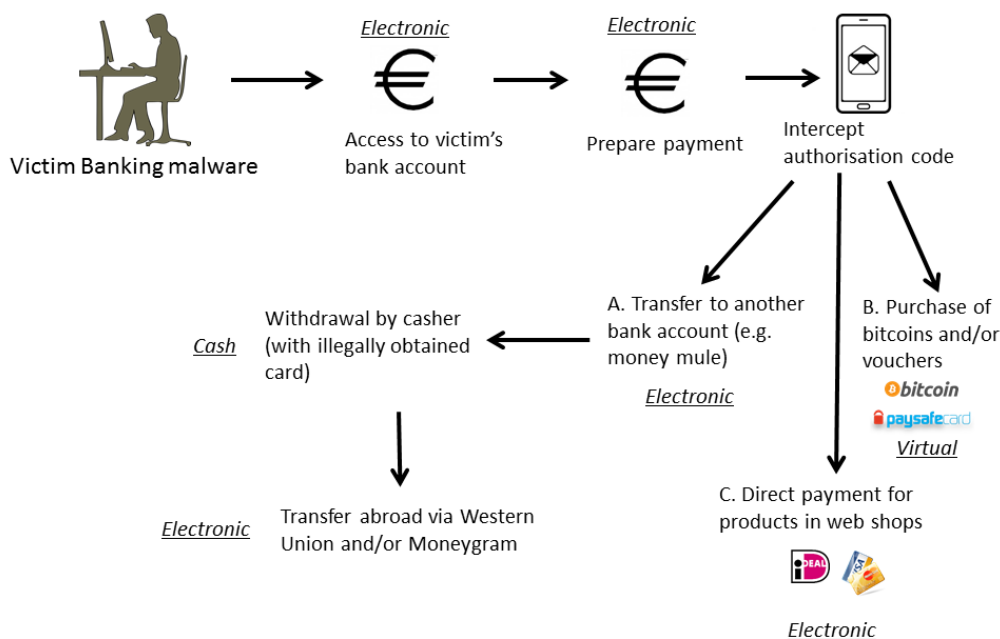 Electronic
Electronic
Victim Banking malware
Access to victim's
bank account
Prepare payment
Intercept
authorisation code
Cash
Withdrawal by casher
(with illegally obtained
card)
A. Transfer to another
bank account (e.g.
money mule)
Electronic
B. Purchase of
bitcoins and/or
vouchers
bitcoin
paysafecard
Virtual
Electronic
Transfer abroad via Western
Union and/or Moneygram
C. Direct payment for
products in web shops
iDEAL
VISA
Electronic